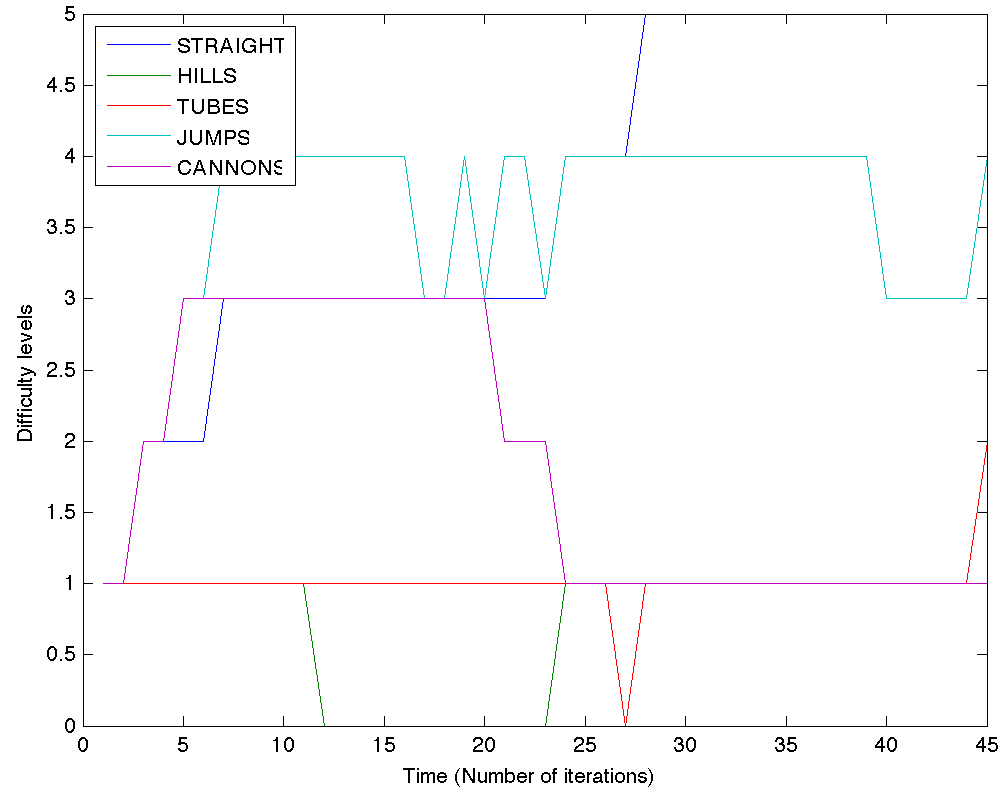 5
4.5
4
3.5
3
2.5
2
1.5
1
0.5
0
STRAIGHT
HILLS
TUBES
JUMPS
CANNONS
Difficulty levels
0 5 10 15 20 25 30 35 40 45
Time (Number of iterations)